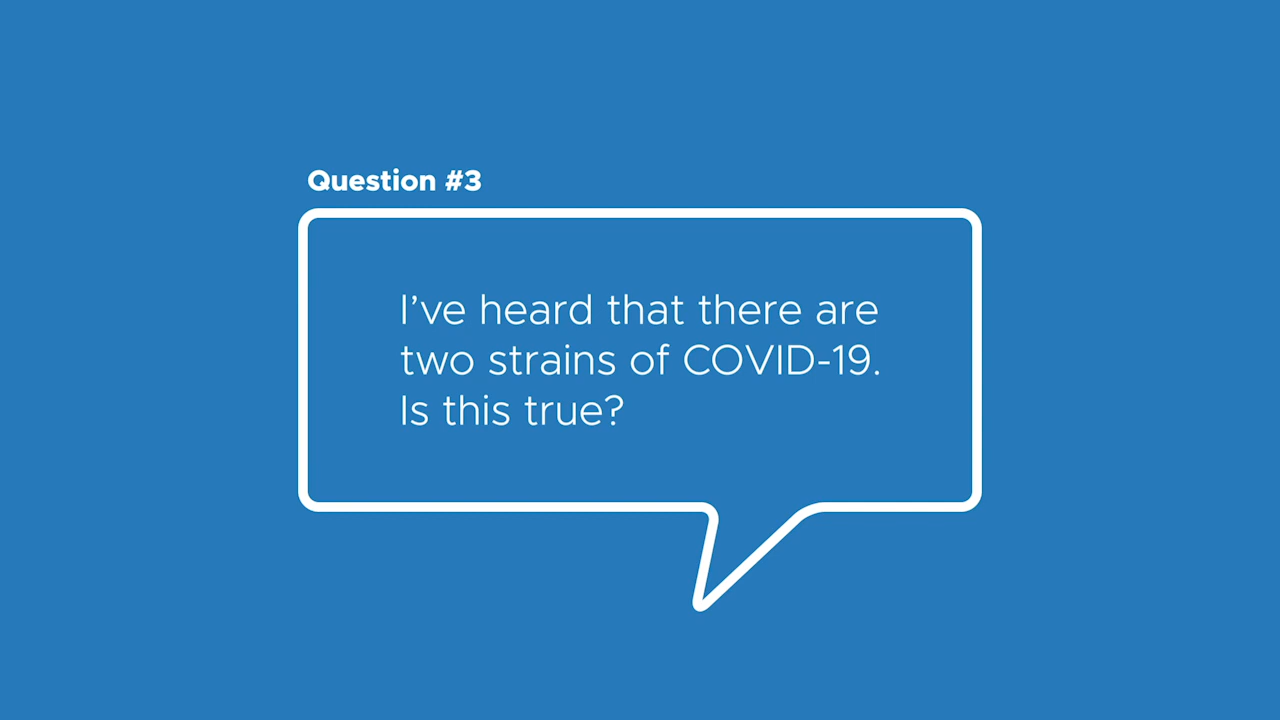 Question #3
I’ve heard that there are
two strains of COVID-19.
Is this true?